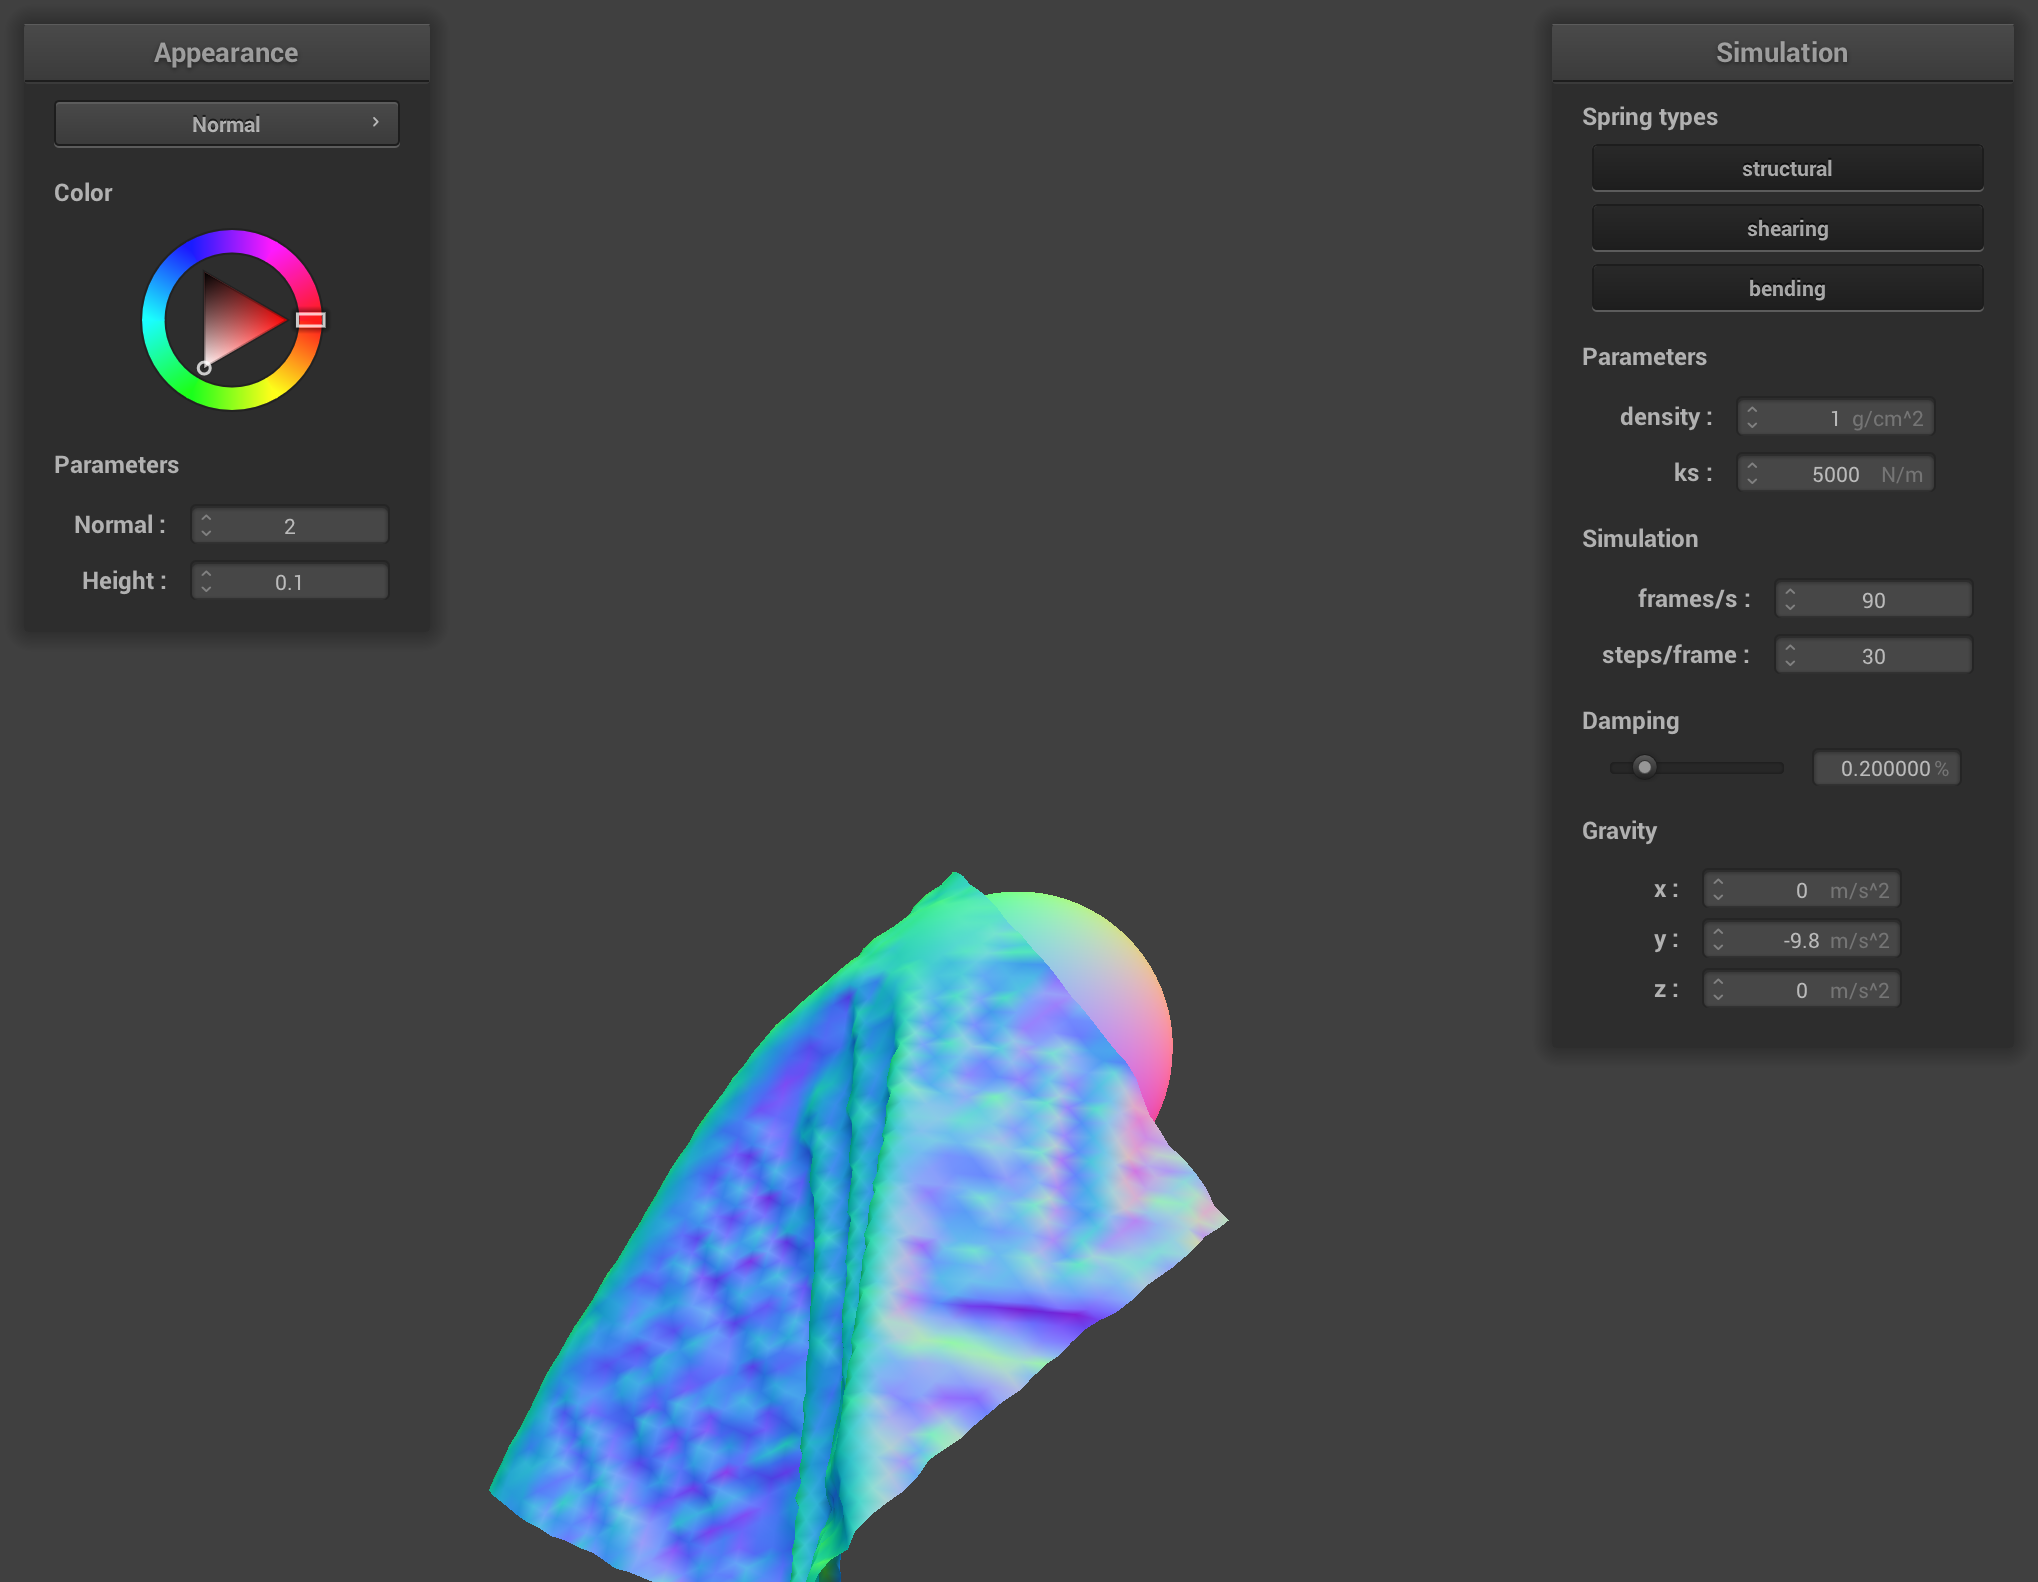 Appearance
Normal
Color
Parameters
Normal : 2
Height : 0.1
Simulation
Spring types
structural
shearing
bending
Parameters
density : 1 g/cm^2
ks : 5000 N/m
Simulation
frames/s : 90
steps/frame : 30
Damping
0.200000 %
Gravity
x : 0 m/s^2
y : -9.8 m/s^2
z : 0 m/s^2